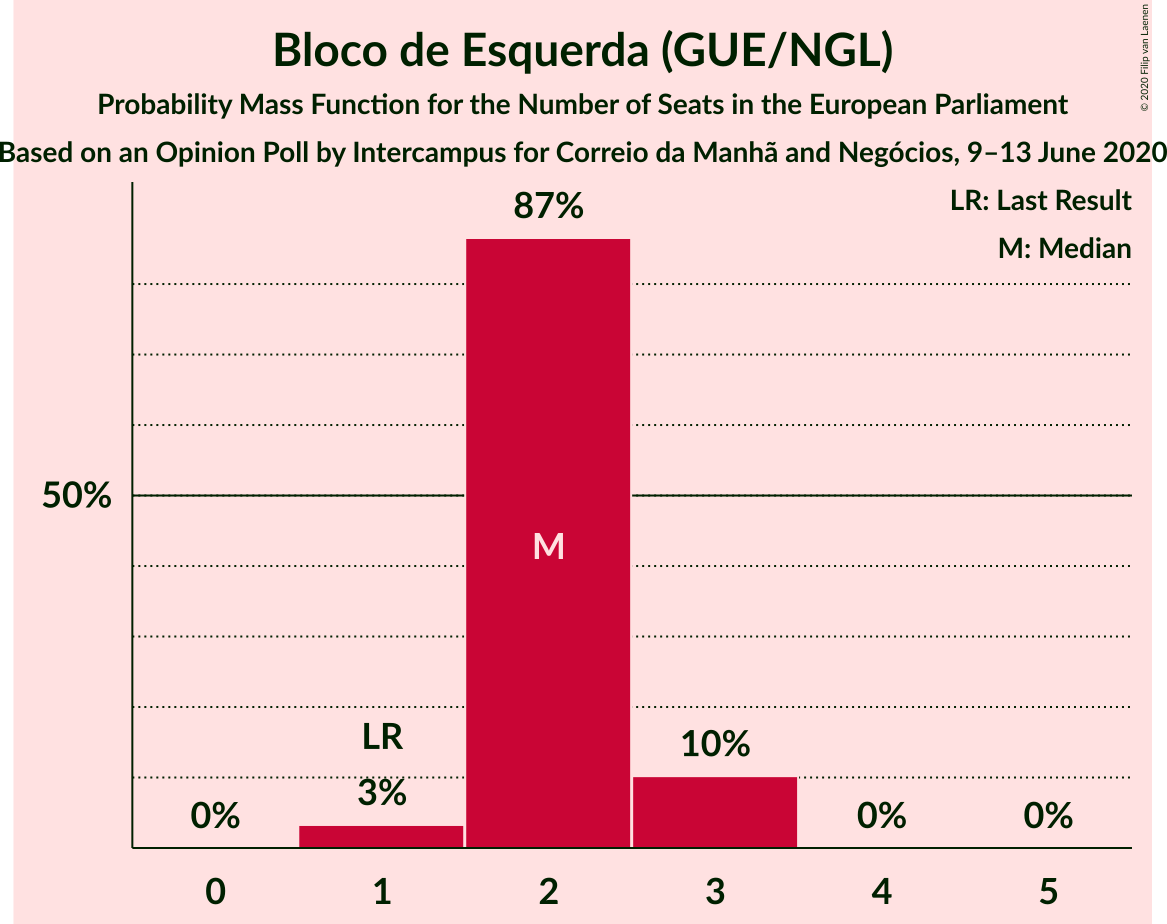 Bloco de Esquerda (GUE/NGL)
Probability Mass Function for the Number of Seats in the European Parliament
Based on an Opinion Poll by Intercampus for Correio da Manhã and Negócios, 9–13 June 2020
© 2020 Filip van Laenen
LR: Last Result
M: Median
87%
50%
M
LR
10%
3%
0%
0%
0%
0 1 2 3 4 5